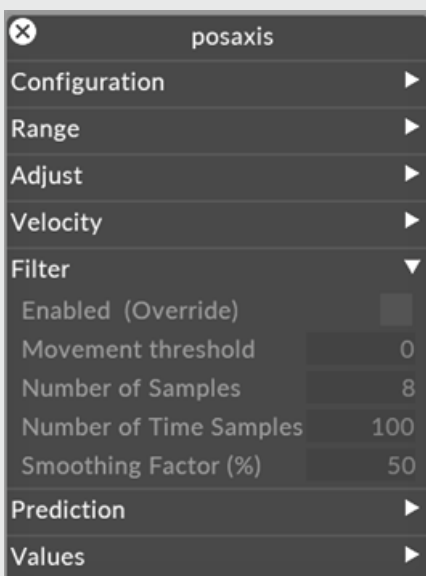 posaxis
Configuration
Range
Adjust
Velocity
Filter
Enabled (Override)
Movement threshold 0
Number of Samples 8
Number of Time Samples 100
Smoothing Factor (%) 50
Prediction
Values